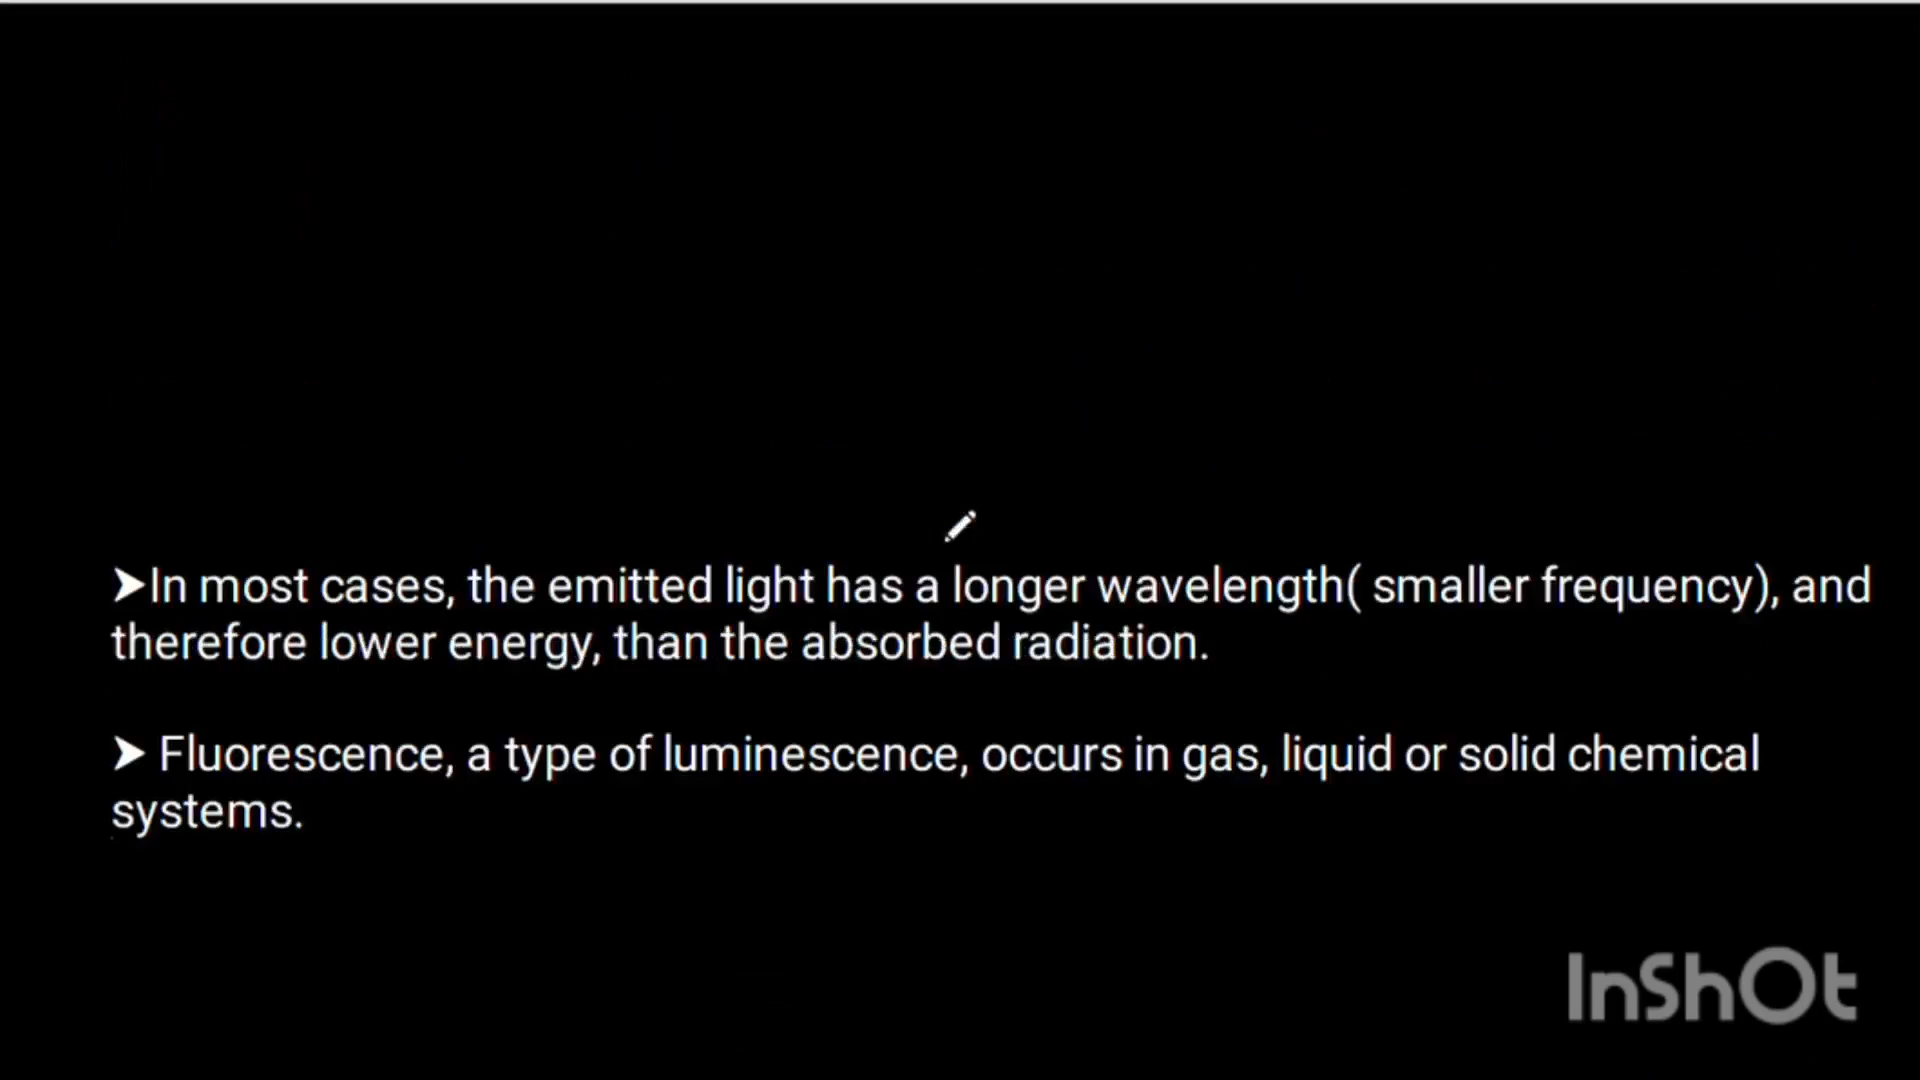 ➤In most cases, the emitted light has a longer wavelength( smaller frequency), and
therefore lower energy, than the absorbed radiation.
➤ Fluorescence, a type of luminescence, occurs in gas, liquid or solid chemical
systems.
InShOt